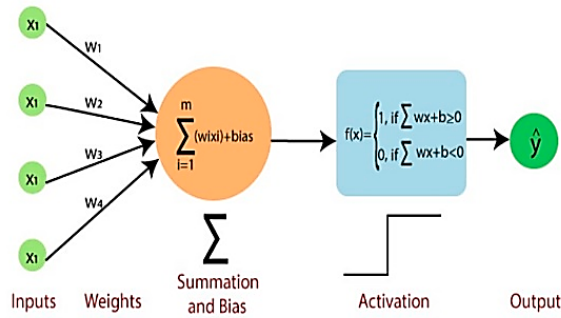 X1
W1
X1
W2
X1
W3
X1
W4
m
∑(wixi)+bias
i=1
f(x)={1, if ∑ wx+b≥0
0, if ∑ wx+b<0
ŷ
∑
Inputs
Weights
Summation
and Bias
Activation
Output